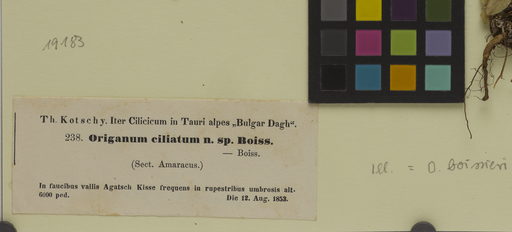 19183
Th. Kotschy. Iter Cilicicum in Tauri alpes „Bulgar Dagh“.
238. Origanum ciliatum n. sp. Boiss.
— Boiss.
(Sect. Amaracus.)
In faucibus vallis Agatsch Kisse frequens in rupestribus umbrosis alt-
6000 ped. Die 12. Aug. 1853.
= O. boissieri